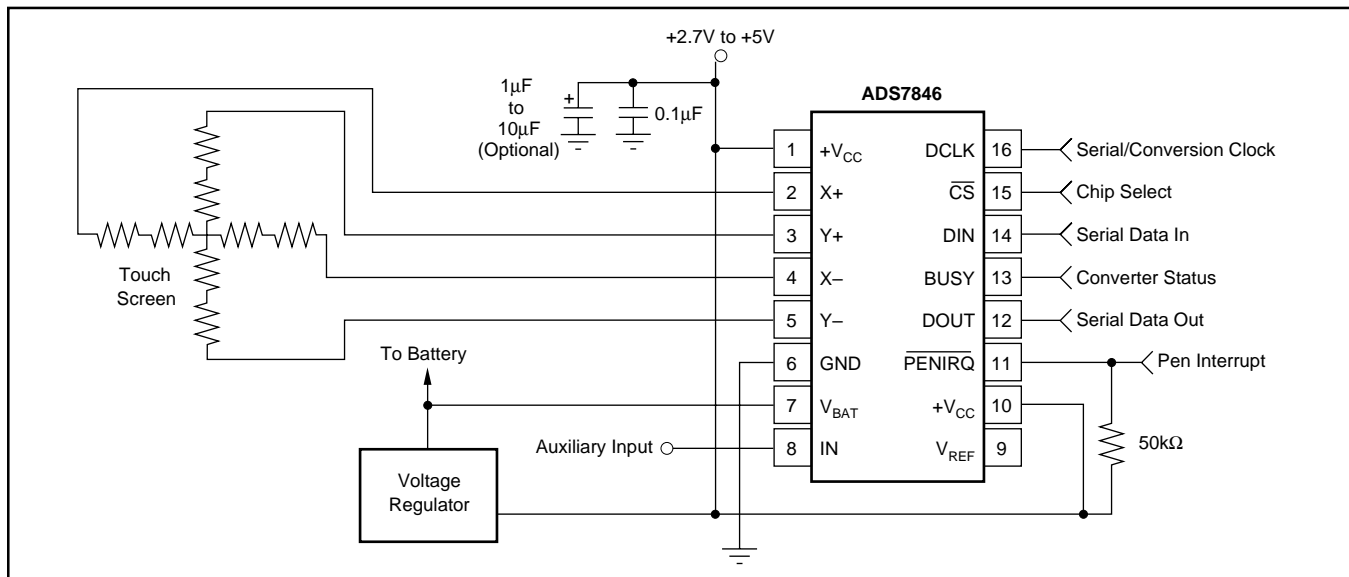 +2.7V to +5V
1μF
to
10μF
(Optional)
0.1μF
ADS7846
1 +VCC DCLK 16 Serial/Conversion Clock
2 X+ CS 15 Chip Select
3 Y+ DIN 14 Serial Data In
4 X– BUSY 13 Converter Status
5 Y– DOUT 12 Serial Data Out
6 GND PENIRQ 11 Pen Interrupt
7 VBAT +VCC 10
8 IN VREF 9
Touch
Screen
To Battery
Auxiliary Input
50kΩ
Voltage
Regulator